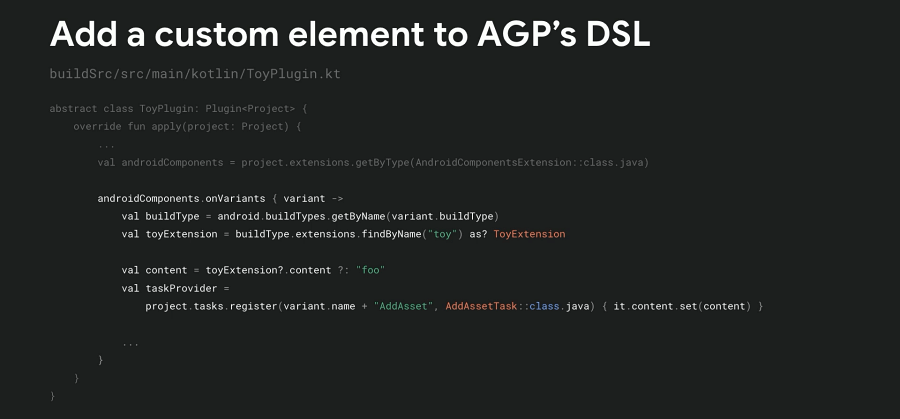 Add a custom element to AGP’s DSL
buildSrc/src/main/kotlin/ToyPlugin.kt
abstract class ToyPlugin: Plugin<Project> {
override fun apply(project: Project) {
...
val androidComponents = project.extensions.getByType(AndroidComponentsExtension::class.java)
androidComponents.onVariants { variant ->
val buildType = android.buildTypes.getByName(variant.buildType)
val toyExtension = buildType.extensions.findByName("toy") as? ToyExtension
val content = toyExtension?.content ?: "foo"
val taskProvider =
project.tasks.register(variant.name + "AddAsset", AddAssetTask::class.java) { it.content.set(content) }
...
}
}
}